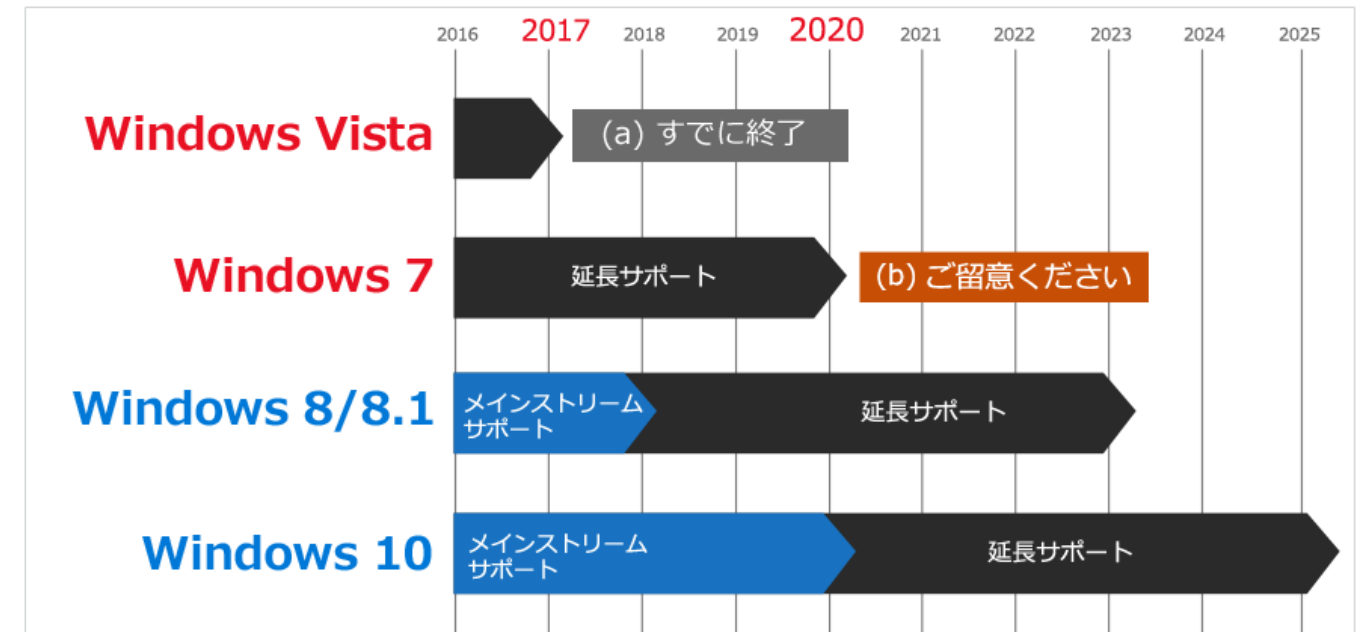 2016 2017 2018 2019 2020 2021 2022 2023 2024 2025
Windows Vista
(a) すでに終了
Windows 7
延長サポート
(b) ご留意ください
Windows 8/8.1
メインストリーム
サポート
延長サポート
Windows 10
メインストリーム
サポート
延長サポート